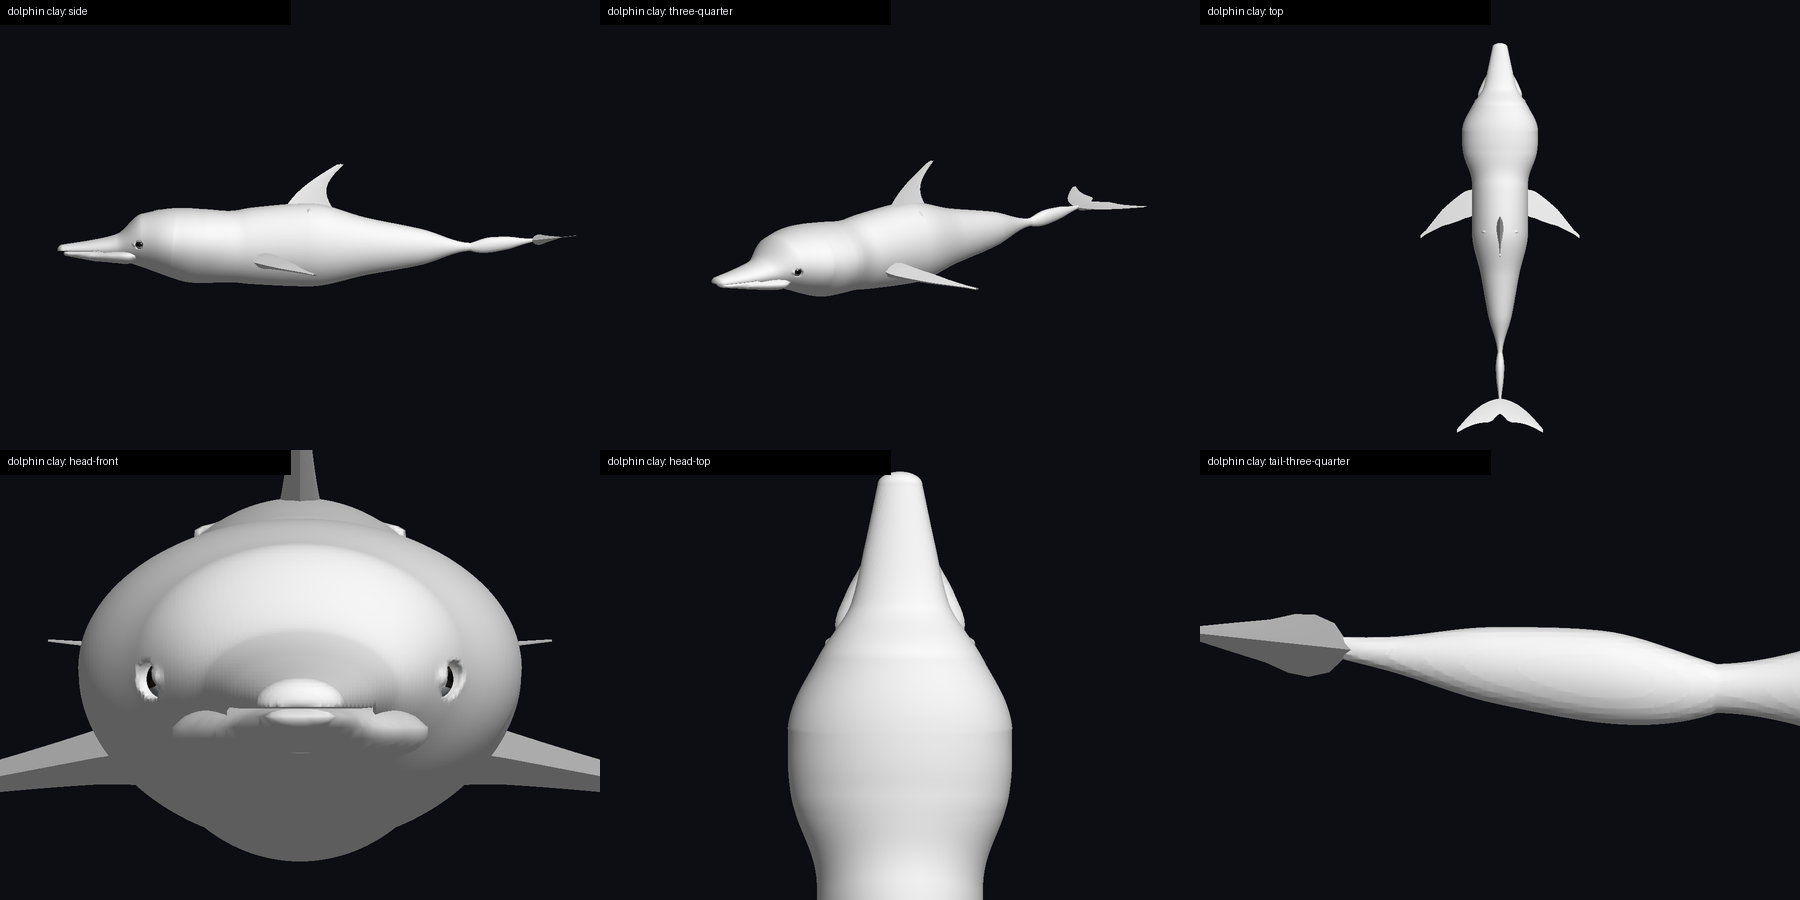 dolphin clay: side
dolphin clay: three-quarter
dolphin clay: top
dolphin clay: head-front
dolphin clay: head-top
dolphin clay: tail-three-quarter